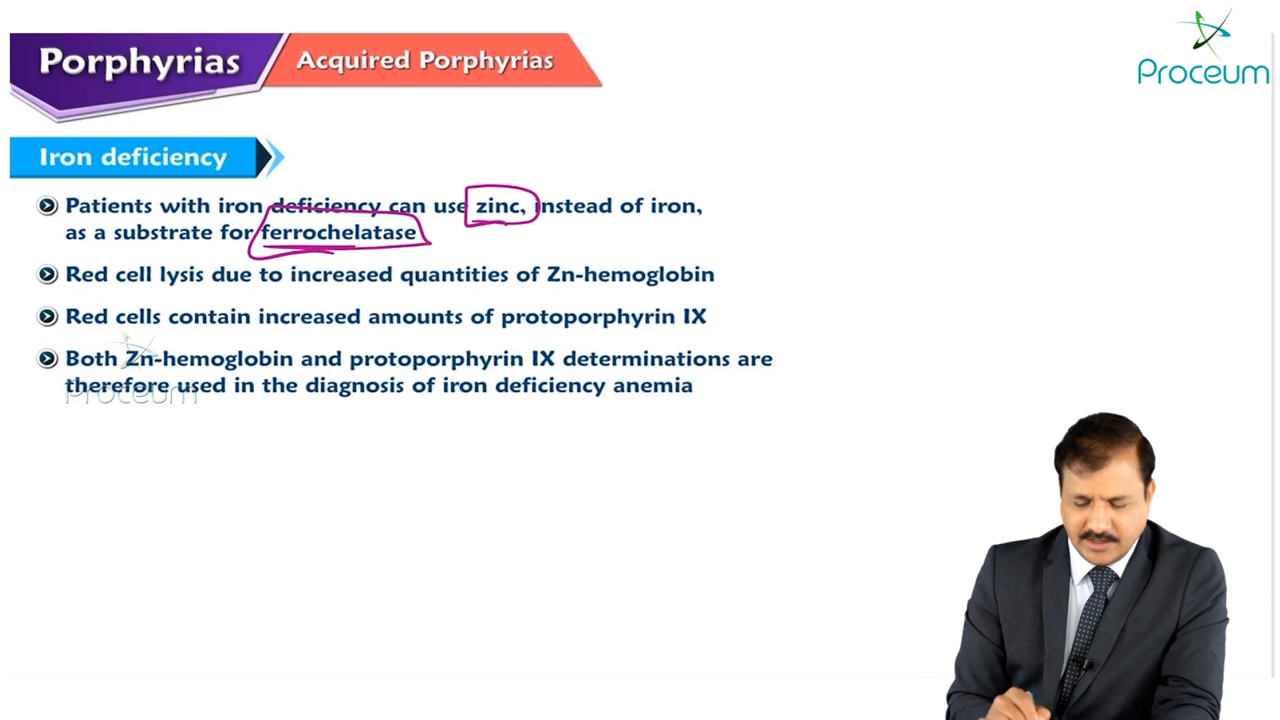 Porphyrias
Acquired Porphyrias
Proceum
Iron deficiency
Patients with iron deficiency can use zinc, instead of iron,
as a substrate for ferrochelatase
Red cell lysis due to increased quantities of Zn-hemoglobin
Red cells contain increased amounts of protoporphyrin IX
Both Zn-hemoglobin and protoporphyrin IX determinations are
therefore used in the diagnosis of iron deficiency anemia
Proceum